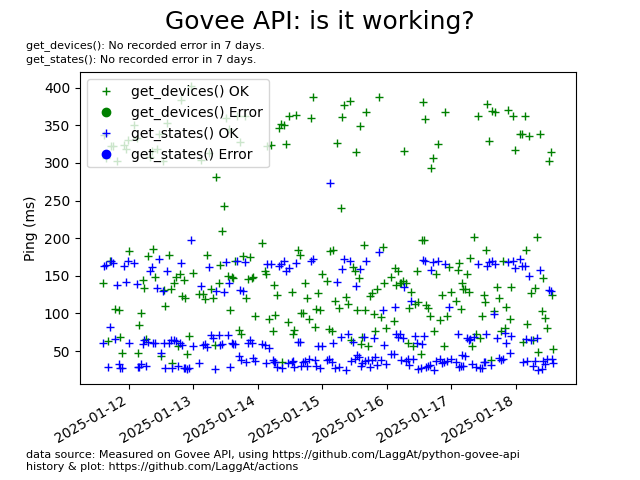 Govee API: is it working?
get_devices(): No recorded error in 7 days.
get_states(): No recorded error in 7 days.
get_devices() OK
get_devices() Error
get_states() OK
get_states() Error
Ping (ms)
400
350
300
250
200
150
100
50
2025-01-12
2025-01-13
2025-01-14
2025-01-15
2025-01-16
2025-01-17
2025-01-18
data source: Measured on Govee API, using https://github.com/LaggAt/python-govee-api
history & plot: https://github.com/LaggAt/actions